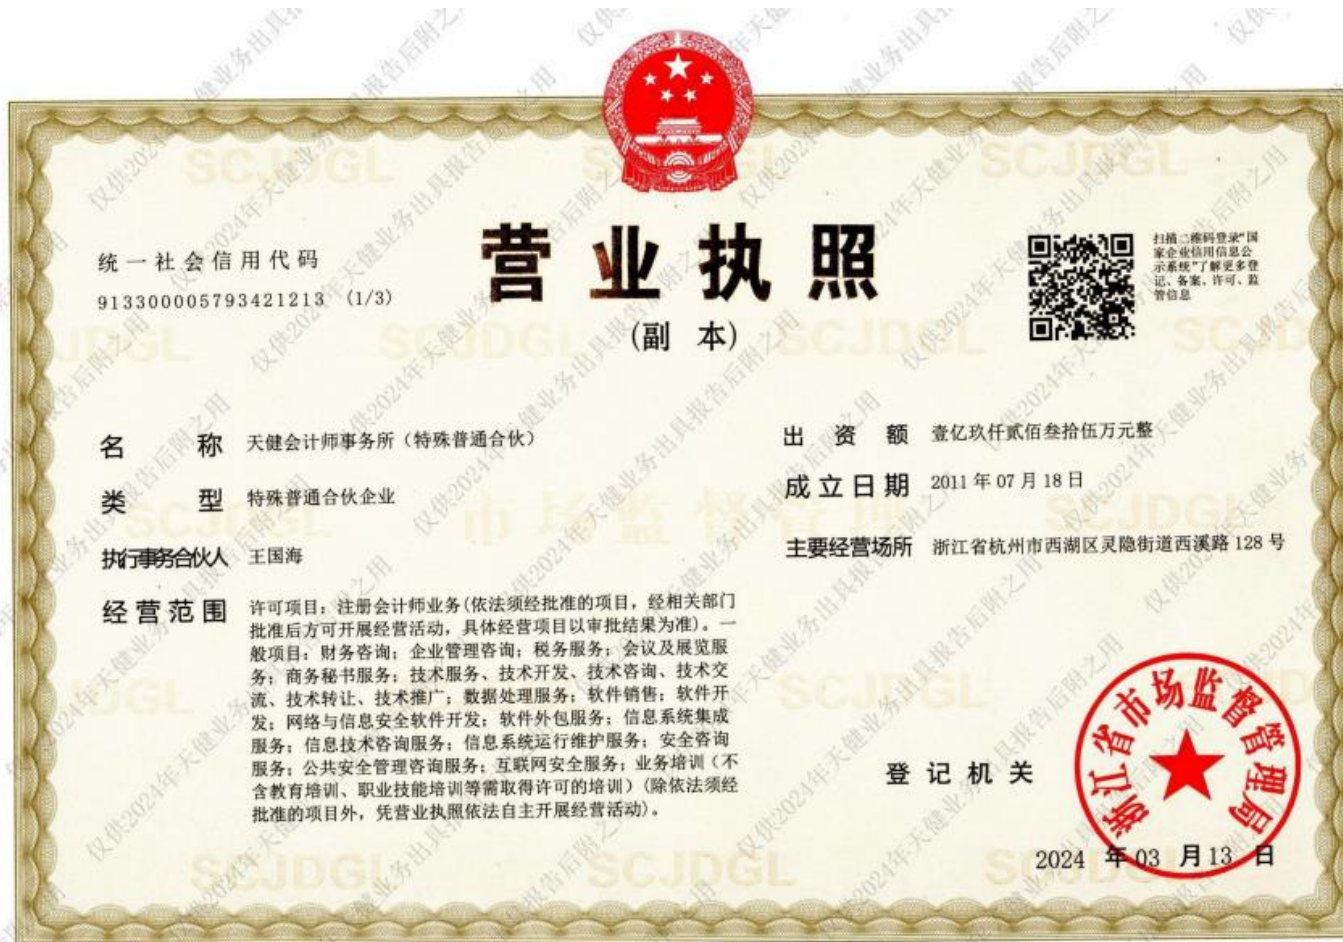 统一社会信用代码
913300005793421213 (1/3)
营业执照
(副 本)
扫描二维码登录“国
家企业信用信息公
示系统”了解更多登
记、备案、许可、监
管信息
名 称 天健会计师事务所（特殊普通合伙）
类 型 特殊普通合伙企业
执行事务合伙人 王国海
经营范围 许可项目：注册会计师业务(依法须经批准的项目，经相关部门
批准后方可开展经营活动，具体经营项目以审批结果为准)。一
般项目：财务咨询；企业管理咨询；税务服务；会议及展览服
务；商务秘书服务；技术服务、技术开发、技术咨询、技术交
流、技术转让、技术推广；数据处理服务；软件销售；软件开
发；网络与信息安全软件开发；软件外包服务；信息系统集成
服务；信息技术咨询服务；信息系统运行维护服务；安全咨询
服务；公共安全管理咨询服务；互联网安全服务；业务培训（不
含教育培训、职业技能培训等需取得许可的培训）(除依法须经
批准的项目外，凭营业执照依法自主开展经营活动)。
出 资 额 壹亿玖仟贰佰叁拾伍万元整
成立日期 2011 年 07 月 18 日
主要经营场所 浙江省杭州市西湖区灵隐街道西溪路 128 号
登记机关
浙江省市场监督管理局
2024 年 03 月 13 日
SCJDGL
市场监督管理
仅供2024年天健业务出具报告后附之用